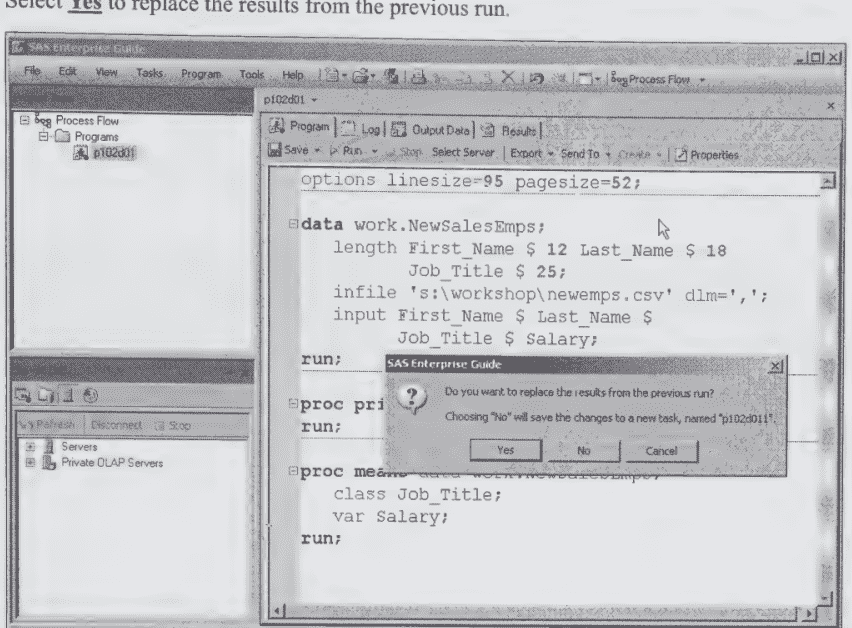 Select Yes to replace the results from the previous run.
SAS Enterprise Guide
File Edit View Tasks Program Tools Help Process Flow
p102d01
Process Flow
Programs
p102d01
Program Log Output Data Results
Save Run Stop Select Server Export Send To Create Properties
options linesize=95 pagesize=52;
data work.NewSalesEmps;
length First_Name $ 12 Last_Name $ 18
Job_Title $ 25;
infile 's:\workshop\newemps.csv' dlm=',';
input First_Name $ Last_Name $
Job_Title $ Salary;
run;
SAS Enterprise Guide
Do you want to replace the results from the previous run?
Choosing "No" will save the changes to a new task, named "p102d011".
Yes No Cancel
proc pri
run;
Refresh Disconnect Stop
Servers
Private OLAP Servers
proc means data work.NewSalesEmps;
class Job_Title;
var Salary;
run;